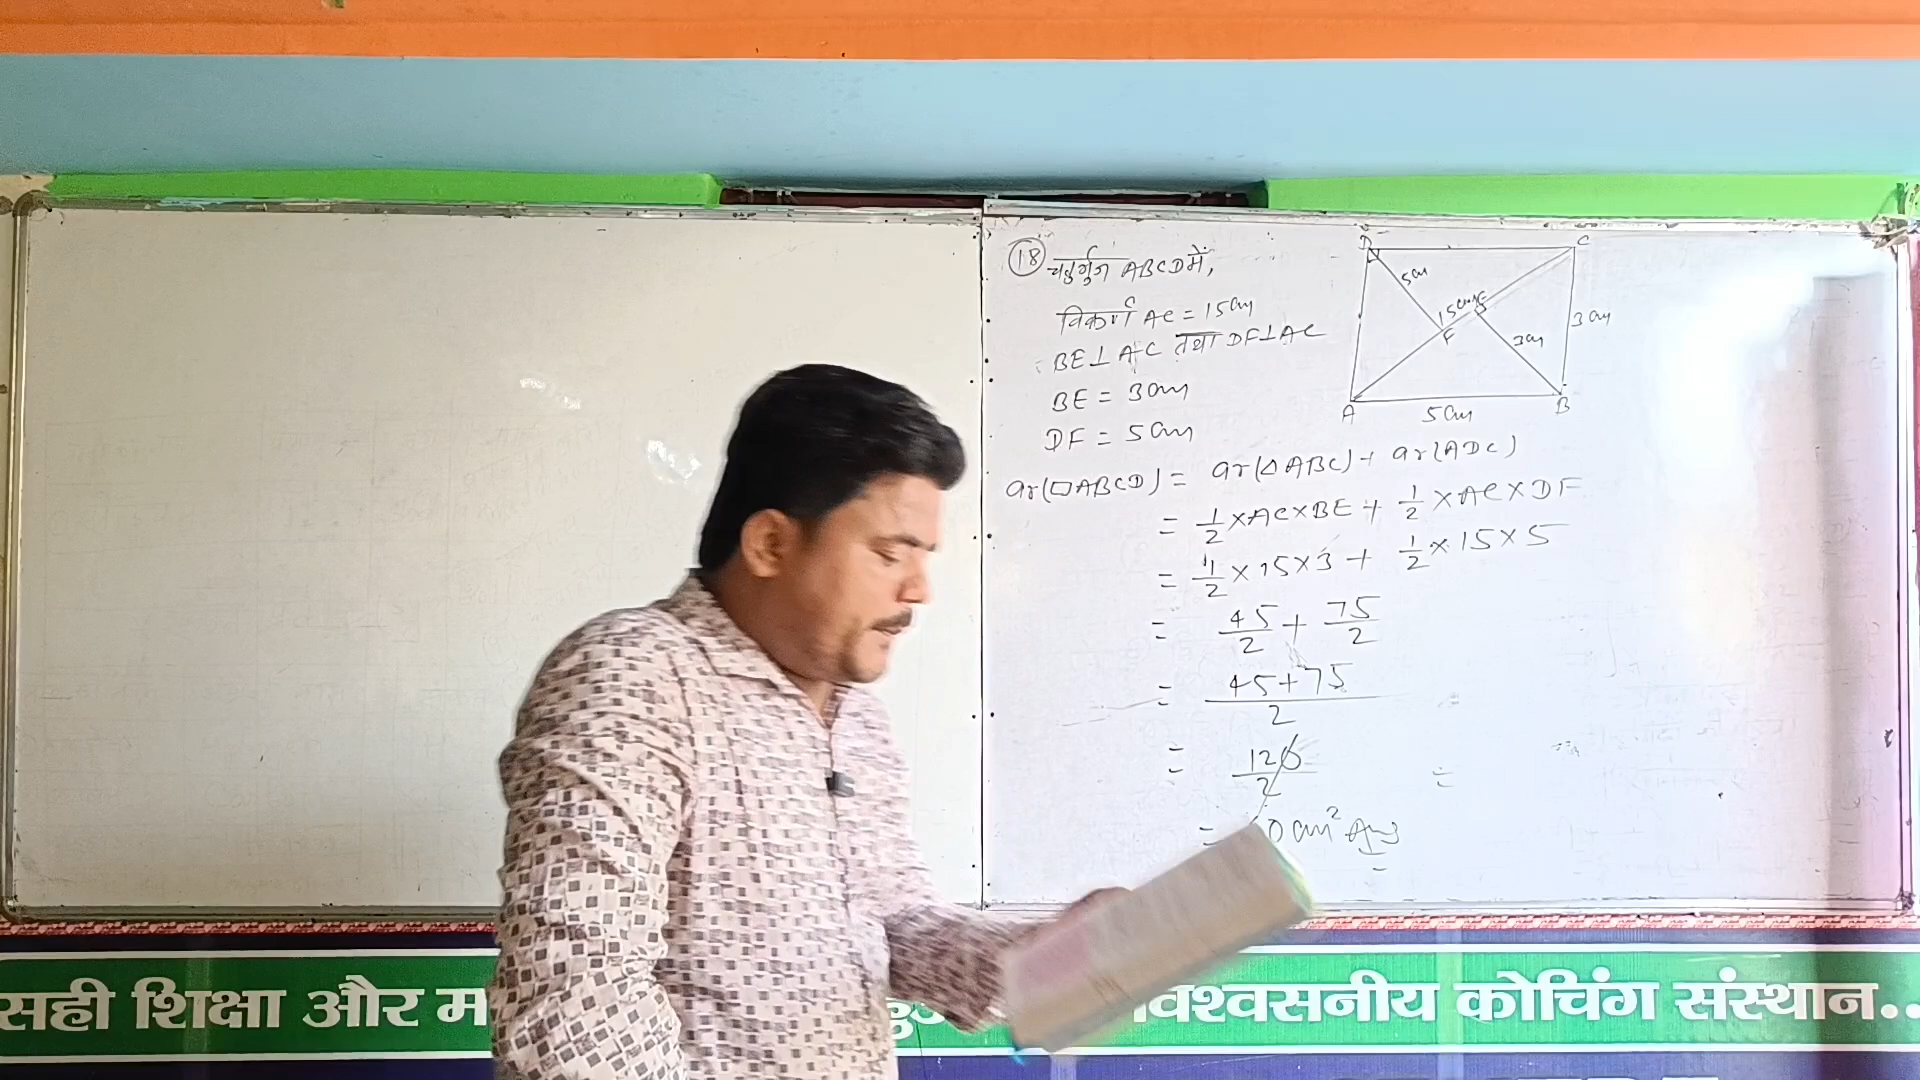 18 चतुर्भुज ABCD में,
विकर्ण AC = 15cm
BE⊥AC तथा DF⊥AC
BE = 3cm
DF = 5cm
D C
5cm
15cm E
F
3cm
3cm
A 5cm B
ar(□ABCD) = ar(△ABC) + ar(ADC)
= 1/2 × AC × BE + 1/2 × AC × DF
= 1/2 × 15 × 3 + 1/2 × 15 × 5
= 45/2 + 75/2
= 45+75/2
= 120/2
= 0 cm² Ans
सही शिक्षा और
विश्वसनीय कोचिंग संस्थान..